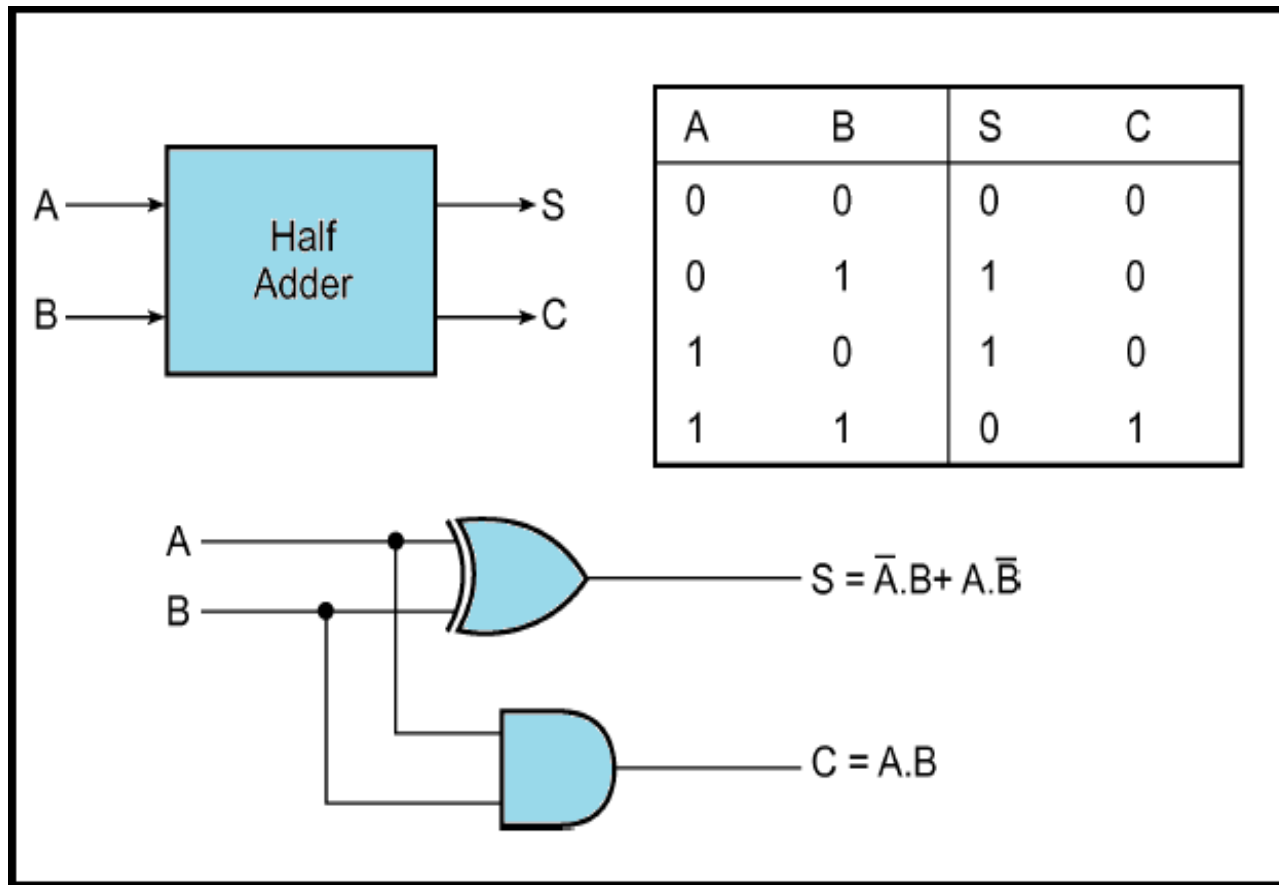 A
B
Half
Adder
S
C
A B S C
0 0 0 0
0 1 1 0
1 0 1 0
1 1 0 1
A
B
S = A̅.B+ A.B̅
C = A.B